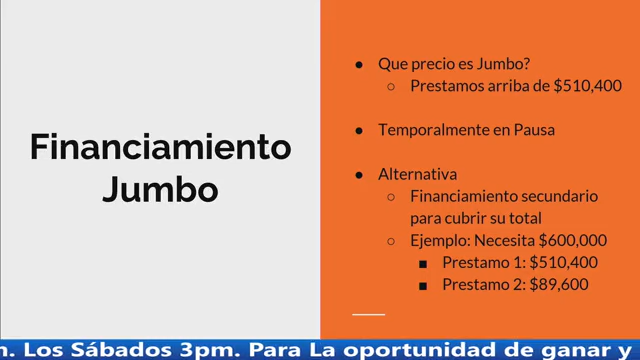 Financiamiento
Jumbo
● Que precio es Jumbo?
○ Prestamos arriba de $510,400
● Temporalmente en Pausa
● Alternativa
○ Financiamiento secundario
para cubrir su total
○ Ejemplo: Necesita $600,000
■ Prestamo 1: $510,400
■ Prestamo 2: $89,600
Los Sábados 3pm. Para La oportunidad de ganar y